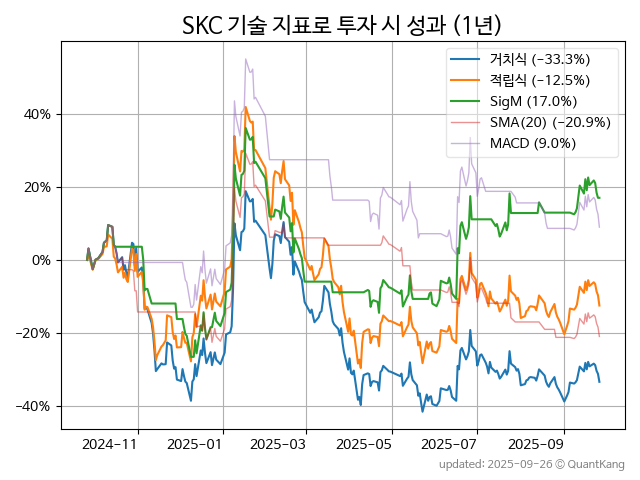 SKC 기술 지표로 투자 시 성과 (1년)
거치식 (−33.3%)
적립식 (−12.5%)
SigM (17.0%)
SMA(20) (−20.9%)
MACD (9.0%)
40%
20%
0%
−20%
−40%
2024-11 2025-01 2025-03 2025-05 2025-07 2025-09
updated: 2025-09-26 © QuantKang